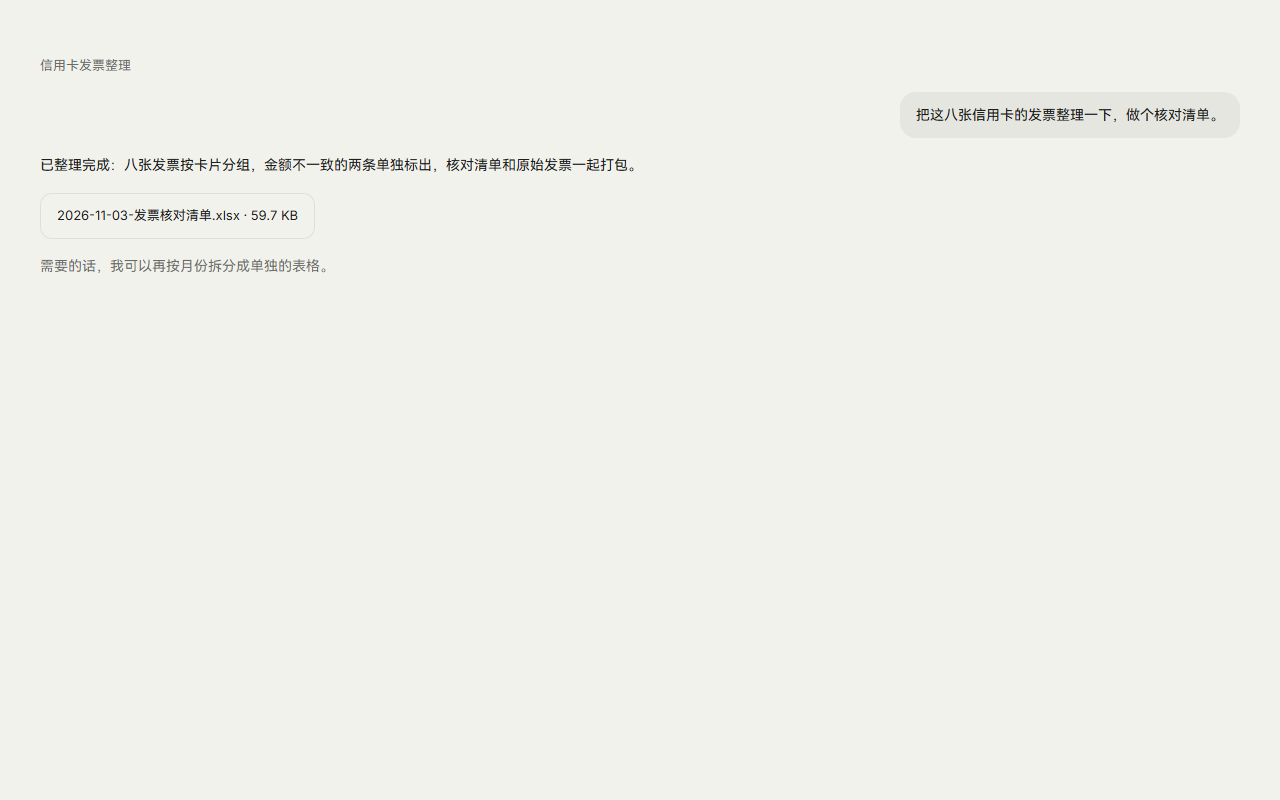 信用卡发票整理
把这八张信用卡的发票整理一下，做个核对清单。
已整理完成：八张发票按卡片分组，金额不一致的两条单独标出，核对清单和原始发票一起打包。
2026-11-03-发票核对清单.xlsx · 59.7 KB
需要的话，我可以再按月份拆分成单独的表格。